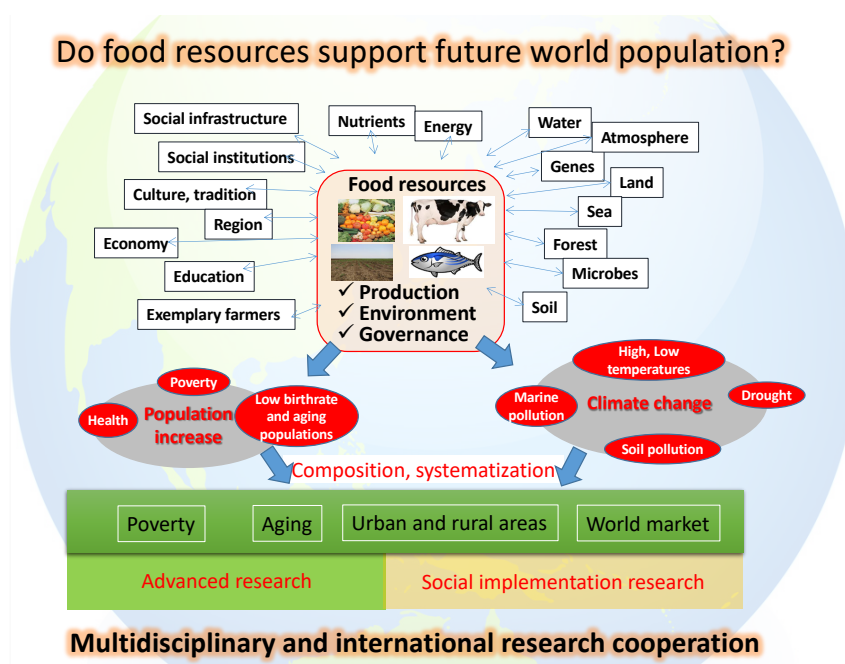 Do food resources support future world population?
Social infrastructure
Nutrients
Energy
Water
Atmosphere
Social institutions
Genes
Food resources
Land
Culture, tradition
Region
Sea
Economy
Forest
Education
Microbes
✓ Production
✓ Environment
✓ Governance
Exemplary farmers
Soil
High, Low
temperatures
Poverty
Health
Population
increase
Low birthrate
and aging
populations
Marine
pollution
Climate change
Drought
Soil pollution
Composition, systematization
Poverty
Aging
Urban and rural areas
World market
Advanced research
Social implementation research
Multidisciplinary and international research cooperation